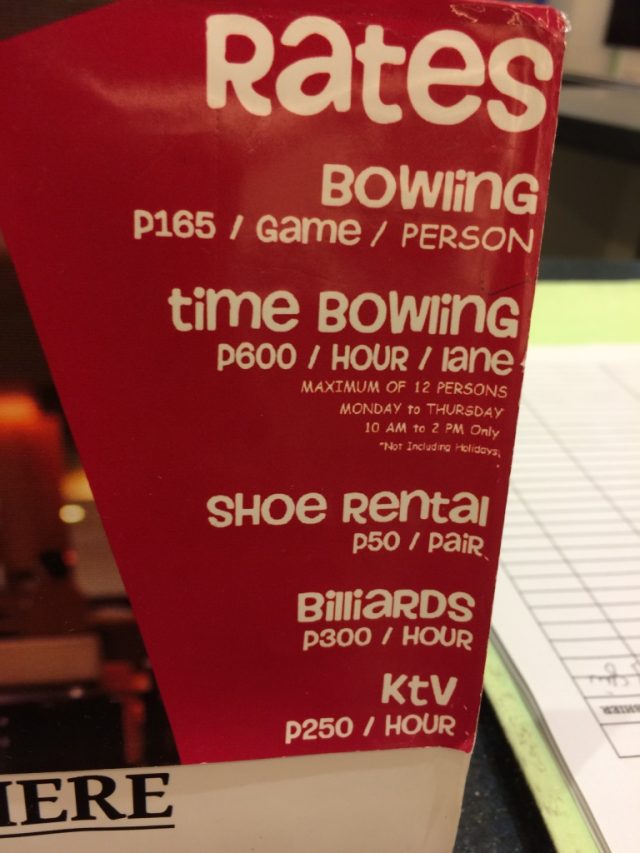 Rates
BOWling
P165 / Game / PERSON
time BOWling
P600 / HOUR / lane
MAXIMUM OF 12 PERSONS
MONDAY to THURSDAY
10 AM to 2 PM Only
*Not Including Holidays
SHOE Rental
P50 / PaiR
BilliaRDS
P300 / HOUR
KtV
P250 / HOUR
HERE